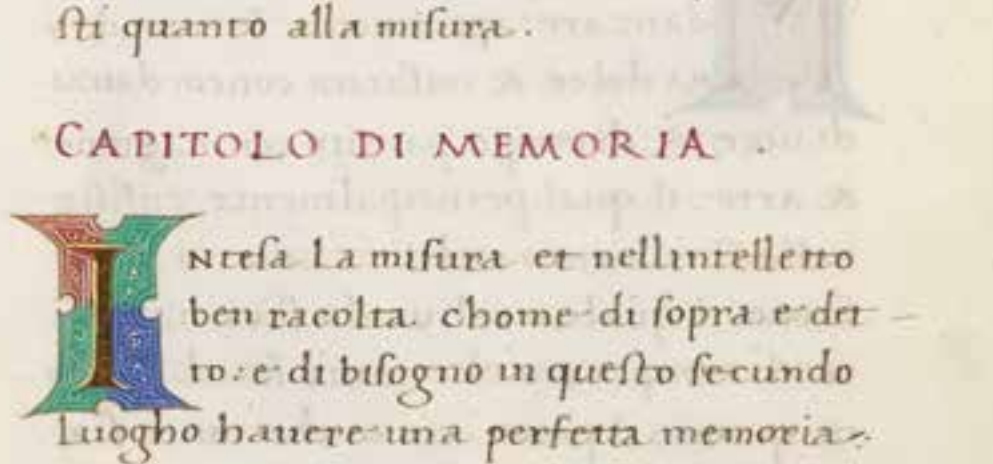 sti quanto alla misura.
CAPITOLO DI MEMORIA.
INtesa La misura et nellintelletto
ben racolta. chome di sopra e det
to: e di bisogno in questo secundo
Luogho hauere una perfetta memoria.